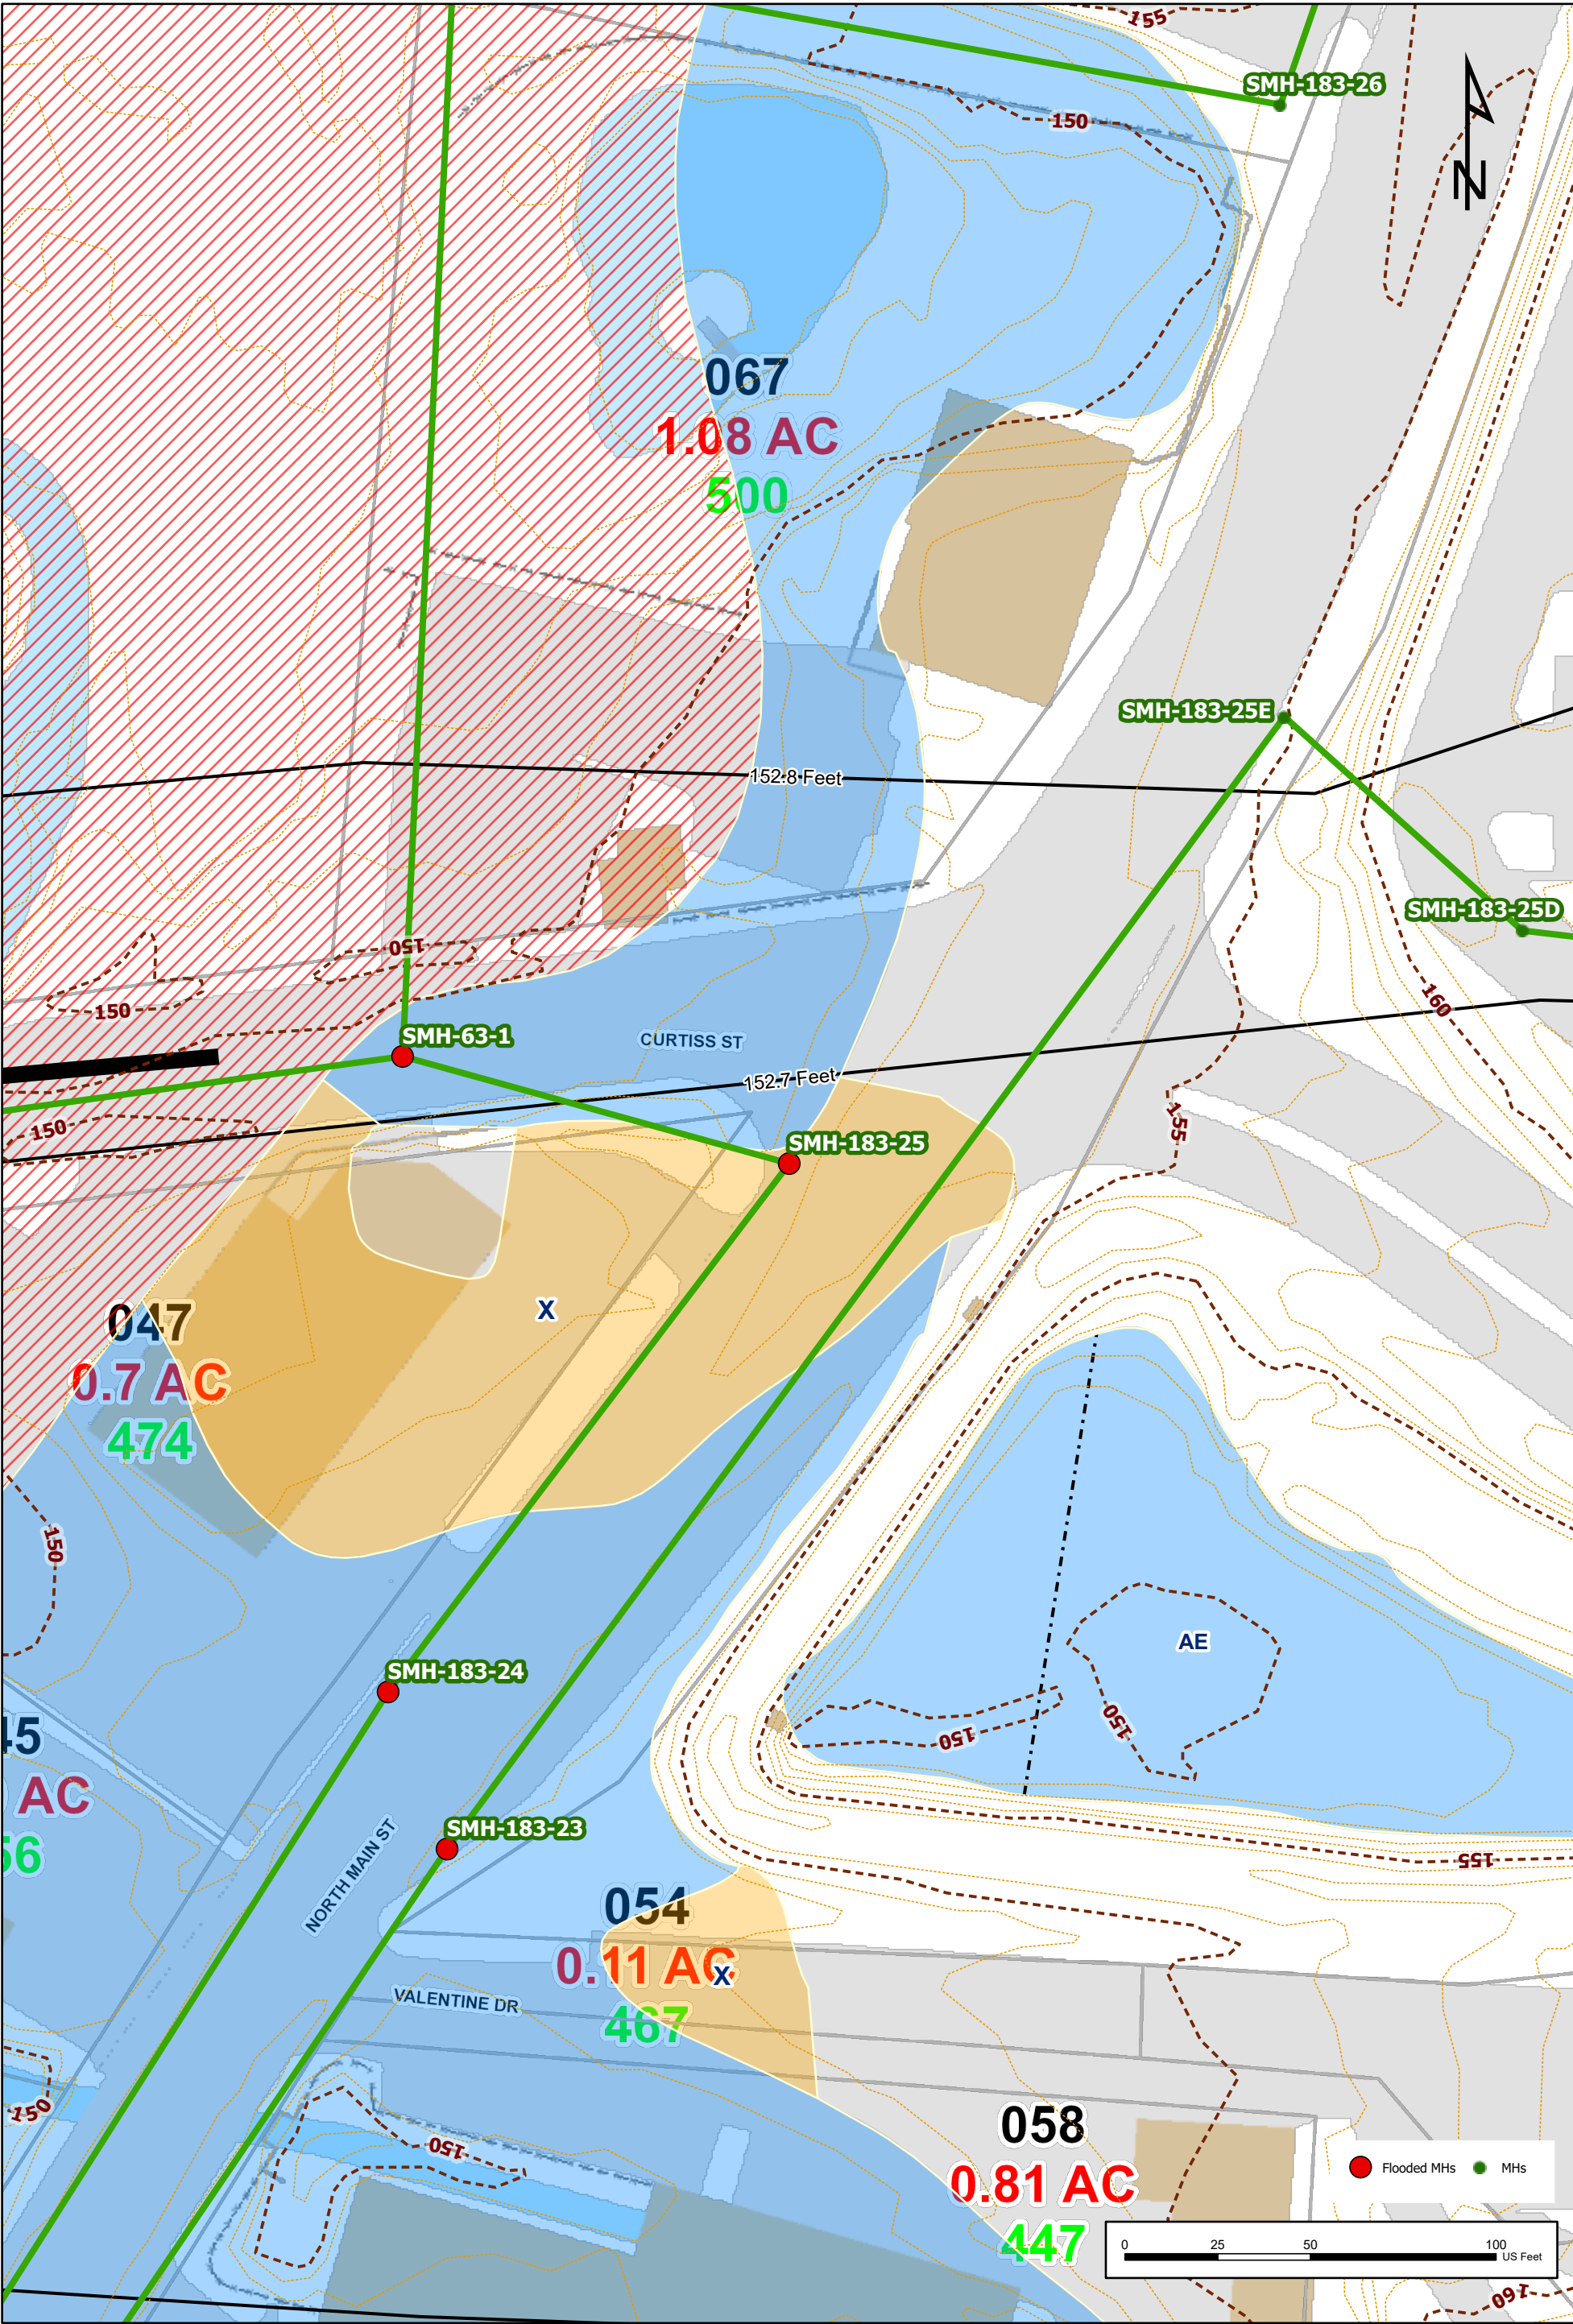 155
SMH-183-26
150
N
067
1.08 AC
500
SMH-183-25E
152.8 Feet
SMH-183-25D
150
160
150
SMH-63-1
CURTISS ST
152.7 Feet
150
155
SMH-183-25
X
047
0.7 AC
474
150
AE
SMH-183-24
150
150
45
AC
56
SMH-183-23
NORTH MAIN ST
155
054
0.11 AC
X
467
VALENTINE DR
150
150
058
0.81 AC
447
Flooded MHs
MHs
0 25 50 100
US Feet
160